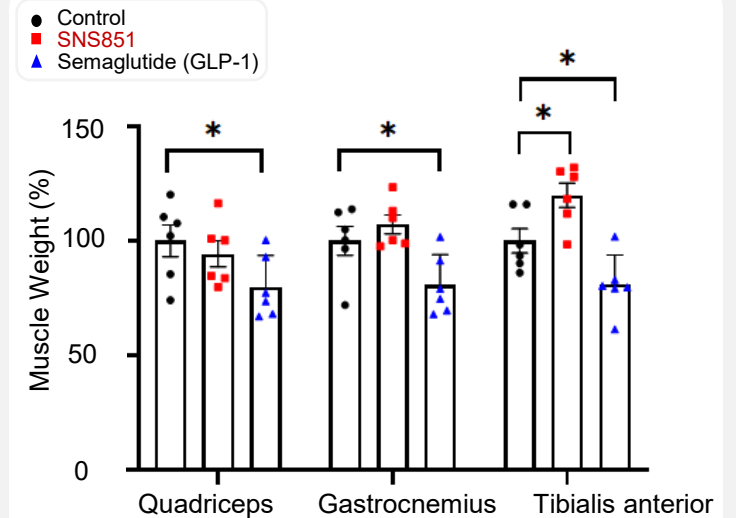 Control
SNS851
Semaglutide (GLP-1)
Muscle Weight (%)
150
100
50
0
*
*
*
*
Quadriceps
Gastrocnemius
Tibialis anterior